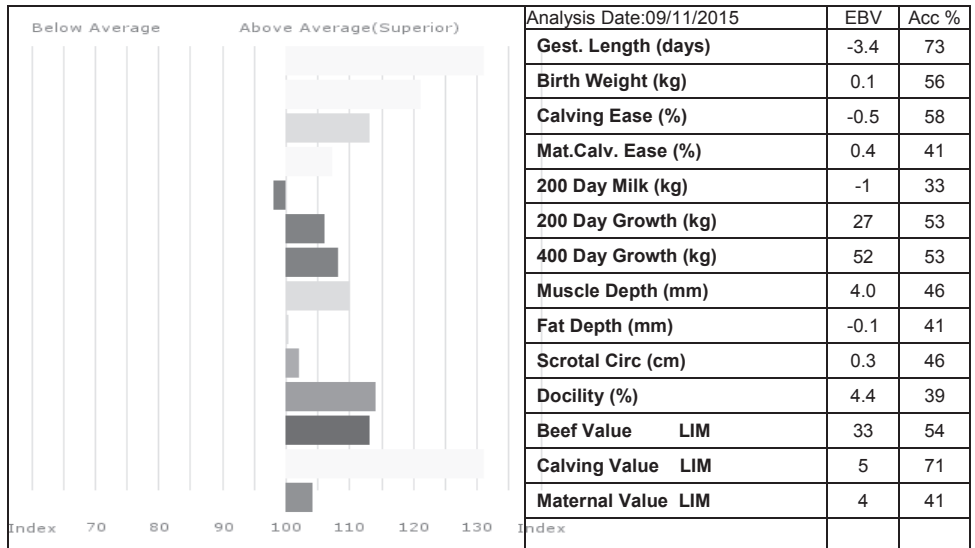 Below Average Above Average(Superior)
Analysis Date:09/11/2015 EBV Acc %
Gest. Length (days) -3.4 73
Birth Weight (kg) 0.1 56
Calving Ease (%) -0.5 58
Mat.Calv. Ease (%) 0.4 41
200 Day Milk (kg) -1 33
200 Day Growth (kg) 27 53
400 Day Growth (kg) 52 53
Muscle Depth (mm) 4.0 46
Fat Depth (mm) -0.1 41
Scrotal Circ (cm) 0.3 46
Docility (%) 4.4 39
Beef Value LIM 33 54
Calving Value LIM 5 71
Maternal Value LIM 4 41
Index 70 80 90 100 110 120 130 Index